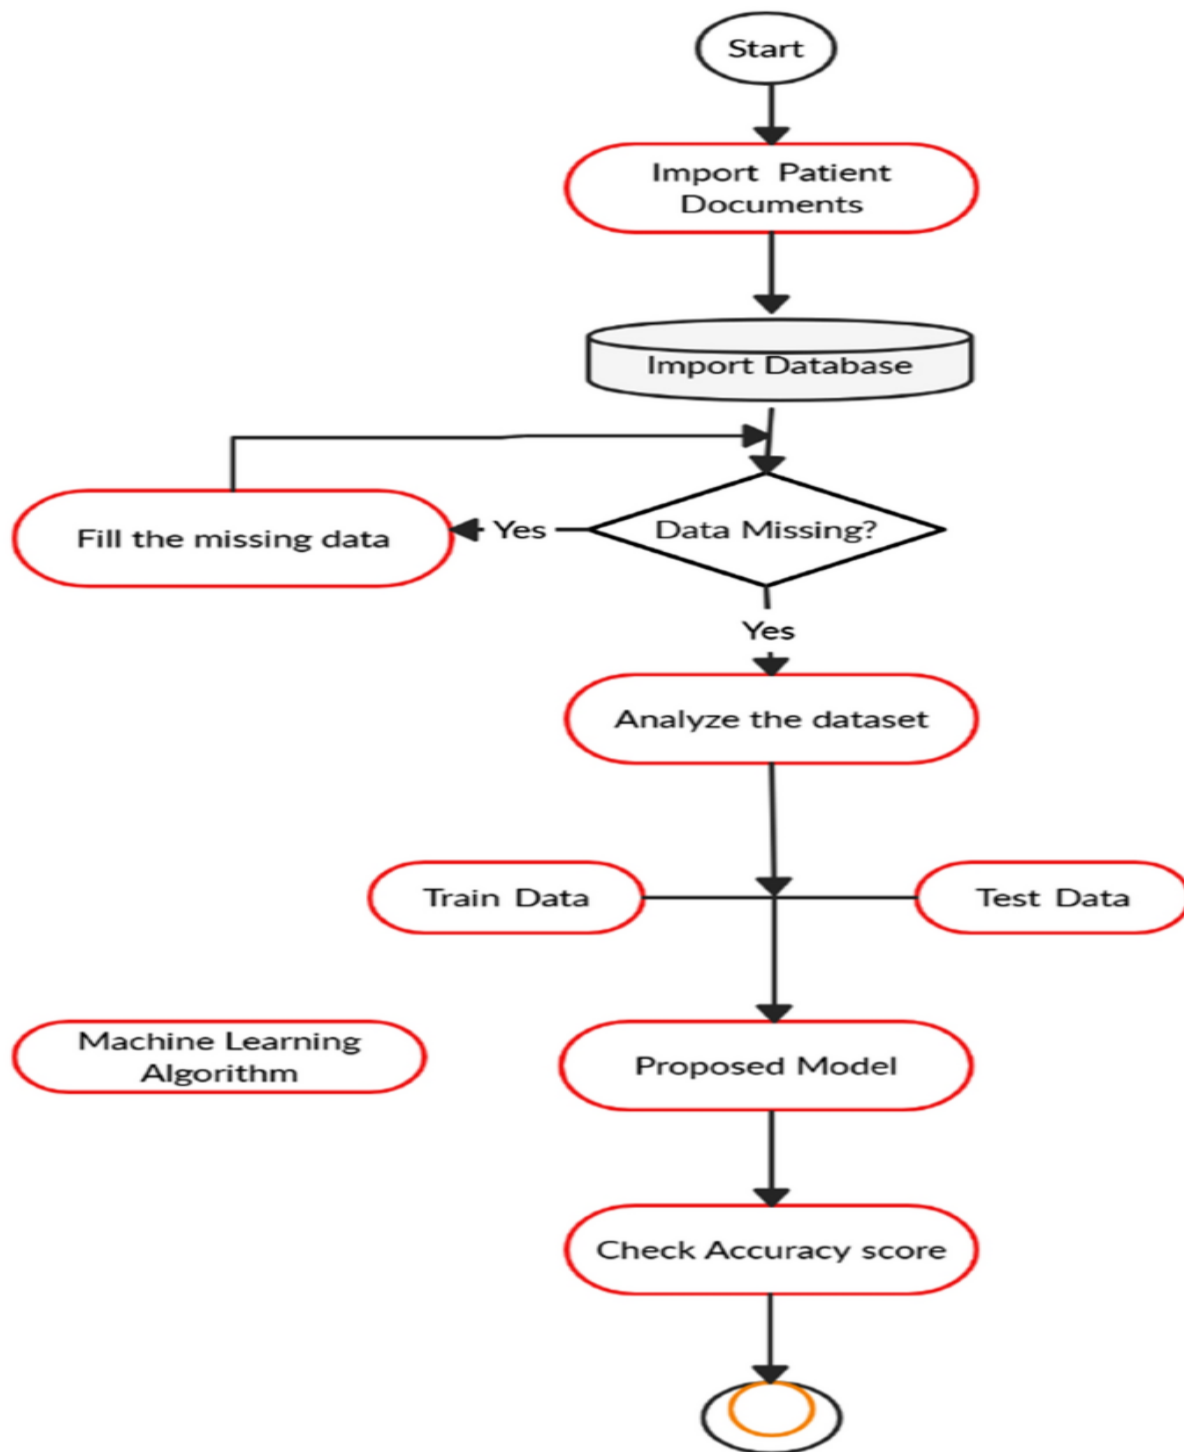 Start
Import Patient
Documents
Import Database
Data Missing?
Yes
Fill the missing data
Yes
Analyze the dataset
Train Data
Test Data
Machine Learning
Algorithm
Proposed Model
Check Accuracy score